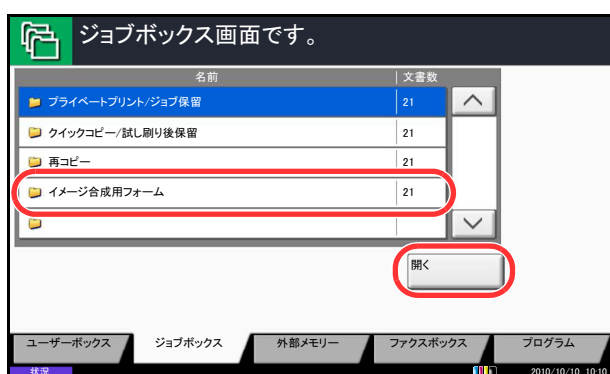 ジョブボックス画面です。
名前 文書数
プライベートプリント/ジョブ保留 21
クイックコピー/試し刷り後保留 21
再コピー 21
イメージ合成用フォーム 21
開く
ユーザーボックス ジョブボックス 外部メモリー ファクスボックス プログラム
状況 2010/10/10 10:10